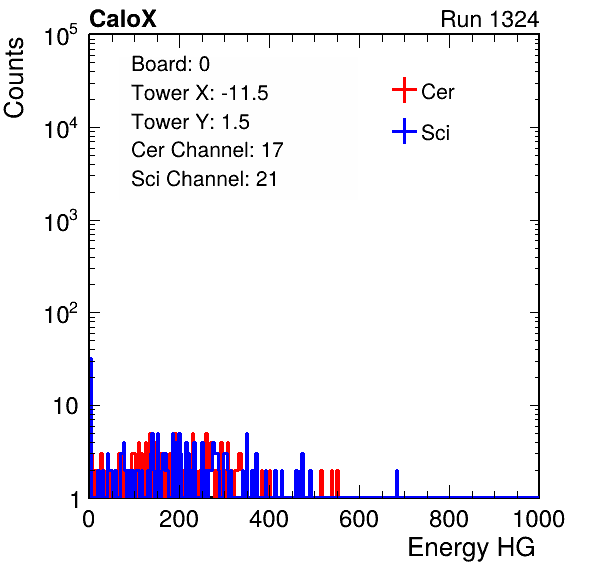 CaloX Run 1324
Counts
Board: 0
Tower X: -11.5
Tower Y: 1.5
Cer Channel: 17
Sci Channel: 21
Cer
Sci
10^5
10^4
10^3
10^2
10
1
0 200 400 600 800 1000
Energy HG